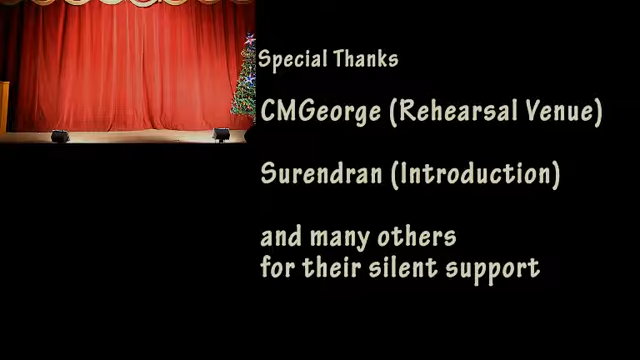 Special Thanks
CMGeorge (Rehearsal Venue)
Surendran (Introduction)
and many others
for their silent support